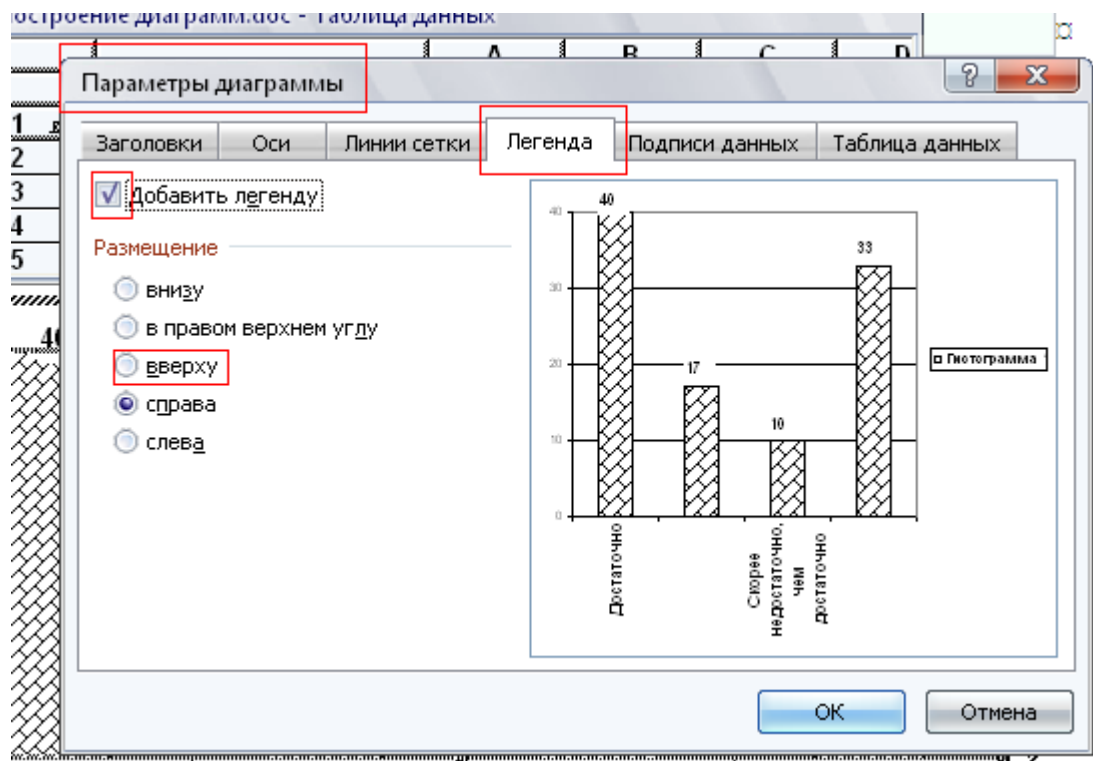 остроение диаграмм.doc - Таблица данных
A B C D
Параметры диаграммы
1
2
3
4
5
Заголовки Оси Линии сетки Легенда Подписи данных Таблица данных
Добавить легенду
Размещение
внизу
в правом верхнем углу
вверху
справа
слева
40
40
33
30
20
17
10
10
0
Гистограмма
Достаточно
Скорее
недостаточно,
чем
достаточно
OK Отмена